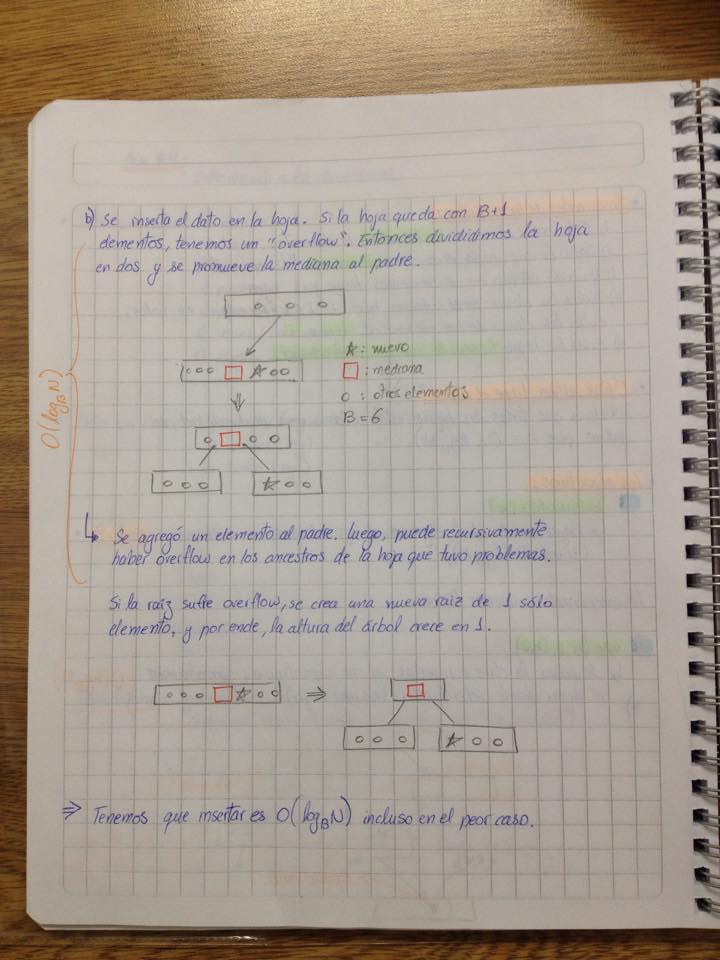 b) Se inserta el dato en la hoja. Si la hoja queda con B+1
elementos, tenemos un "overflow". Entonces divididimos la hoja
en dos y se promueve la mediana al padre.
☆: nuevo
□: mediana
o: otros elementos
B=6
O(log_B N)
↳ Se agregó un elemento al padre. luego, puede recursivamente
haber overflow en los ancestros de la hoja que tuvo problemas.
Si la raíz sufre overflow, se crea una nueva raiz de 1 sólo
elemento, y por ende, la altura del árbol crece en 1.
⇒ Tenemos que insertar es O(log_B N) incluso en el peor caso.